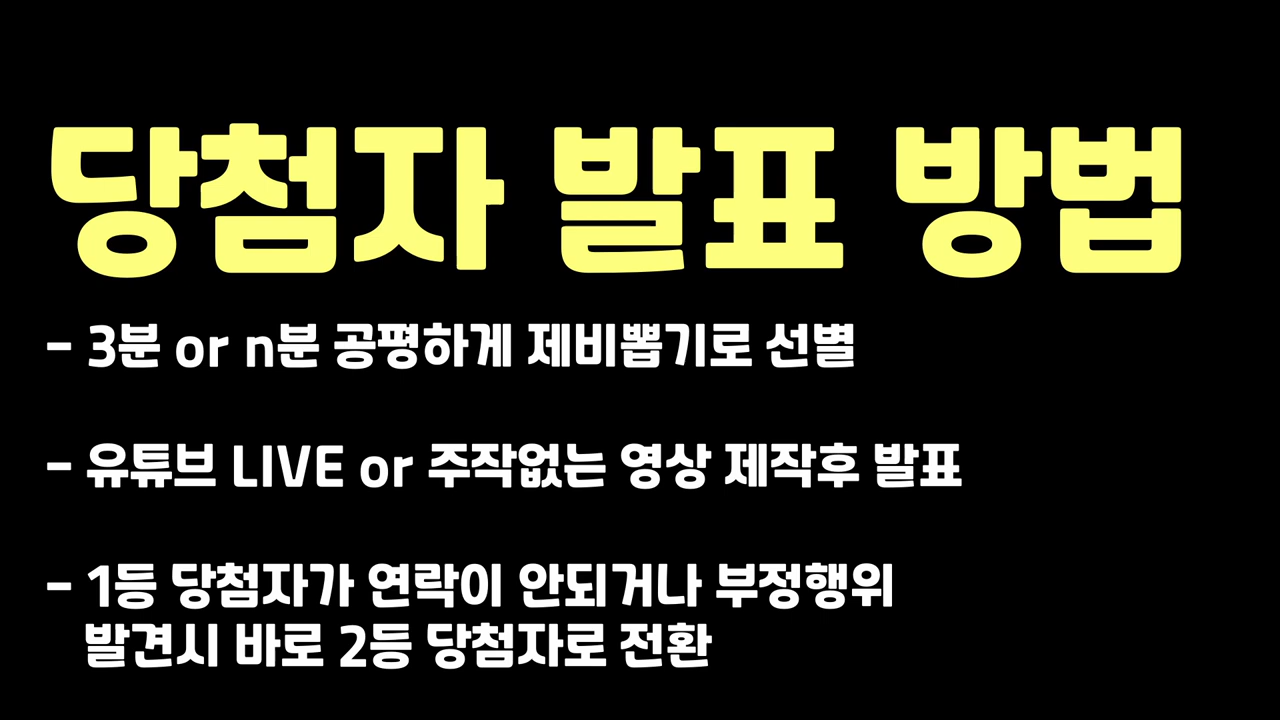 당첨자 발표 방법
- 3분 or n분 공평하게 제비뽑기로 선별
- 유튜브 LIVE or 주작없는 영상 제작후 발표
- 1등 당첨자가 연락이 안되거나 부정행위
발견시 바로 2등 당첨자로 전환